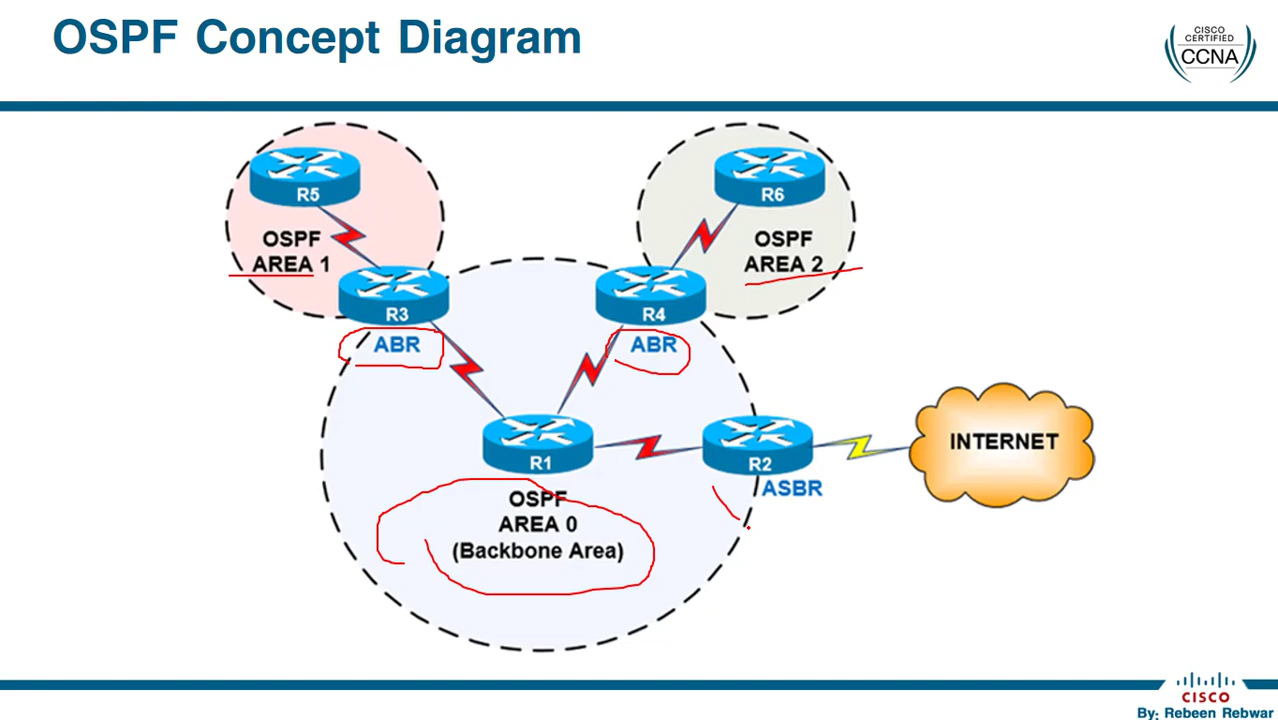 OSPF Concept Diagram
CISCO
CERTIFIED
CCNA
R5
OSPF
AREA 1
R6
OSPF
AREA 2
R3
ABR
R4
ABR
R1
OSPF
AREA 0
(Backbone Area)
R2
ASBR
INTERNET
CISCO
By: Rebeen Rebwar